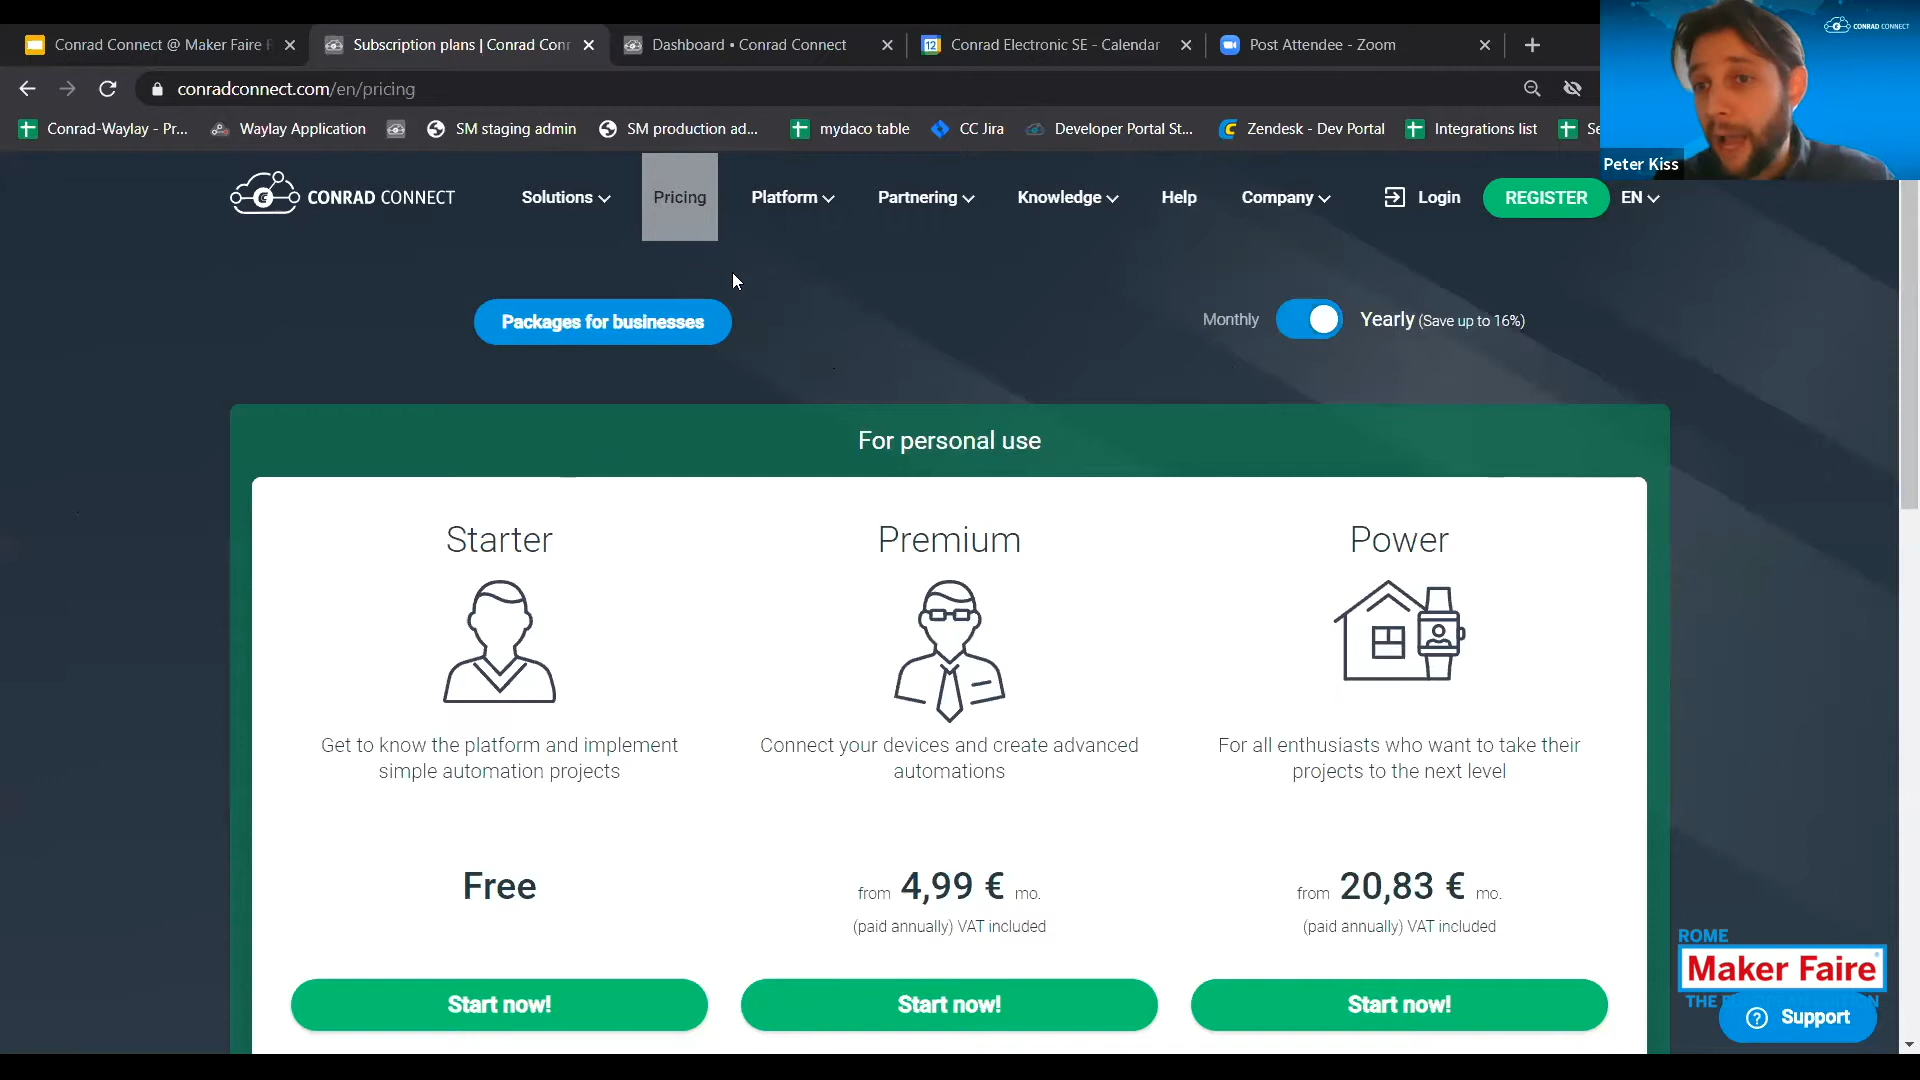 Conrad Connect @ Maker Faire
Subscription plans | Conrad Con
Dashboard • Conrad Connect
Conrad Electronic SE - Calendar
Post Attendee - Zoom
CONRAD CONNECT
conradconnect.com/en/pricing
Conrad-Waylay - Pr...
Waylay Application
SM staging admin
SM production ad...
mydaco table
CC Jira
Developer Portal St...
Zendesk - Dev Portal
Integrations list
Peter Kiss
CONRAD CONNECT
Solutions
Pricing
Platform
Partnering
Knowledge
Help
Company
Login
REGISTER
EN
Packages for businesses
Monthly
Yearly (Save up to 16%)
For personal use
Starter
Get to know the platform and implement
simple automation projects
Free
Start now!
Premium
Connect your devices and create advanced
automations
from 4,99 € mo.
(paid annually) VAT included
Start now!
Power
For all enthusiasts who want to take their
projects to the next level
from 20,83 € mo.
(paid annually) VAT included
Start now!
ROME
Maker Faire
THE
Support